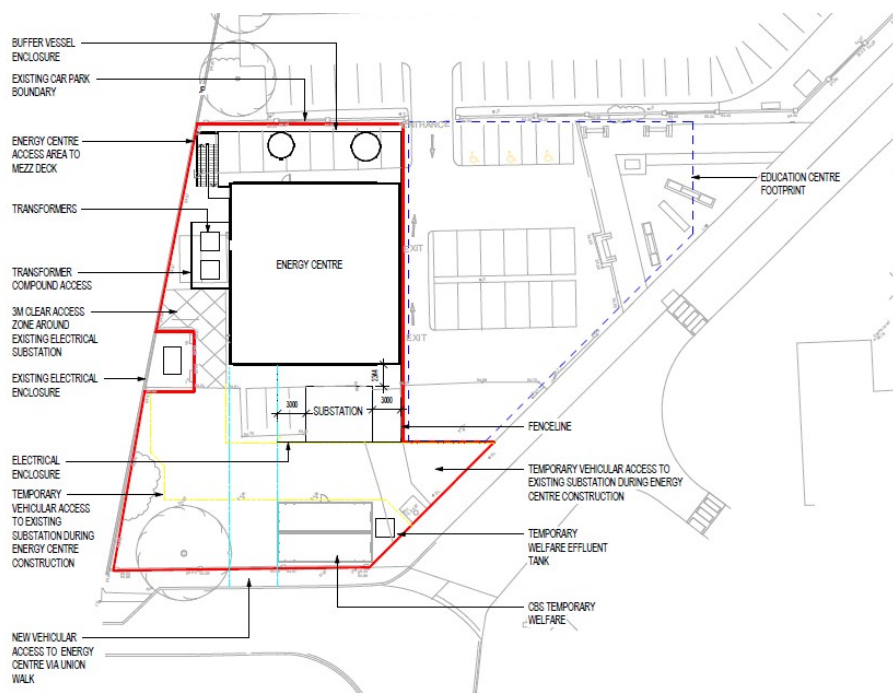 BUFFER VESSEL
ENCLOSURE
EXISTING CAR PARK
BOUNDARY
ENTRANCE
ENERGY CENTRE
ACCESS AREA TO
MEZZ DECK
EDUCATION CENTRE
FOOTPRINT
TRANSFORMERS
EXIT
ENERGY CENTRE
TRANSFORMER
COMPOUND ACCESS
3M CLEAR ACCESS
ZONE AROUND
EXISTING ELECTRICAL
SUBSTATION
EXIT
EXISTING ELECTRICAL
ENCLOSURE
3000
SUBSTATION
3000
FENCELINE
ELECTRICAL
ENCLOSURE
TEMPORARY VEHICULAR ACCESS TO
EXISTING SUBSTATION DURING ENERGY
CENTRE CONSTRUCTION
TEMPORARY
VEHICULAR ACCESS
TO EXISTING
SUBSTATION DURING
ENERGY CENTRE
CONSTRUCTION
TEMPORARY
WELFARE EFFLUENT
TANK
CBS TEMPORARY
WELFARE
NEW VEHICULAR
ACCESS TO ENERGY
CENTRE VIA UNION
WALK